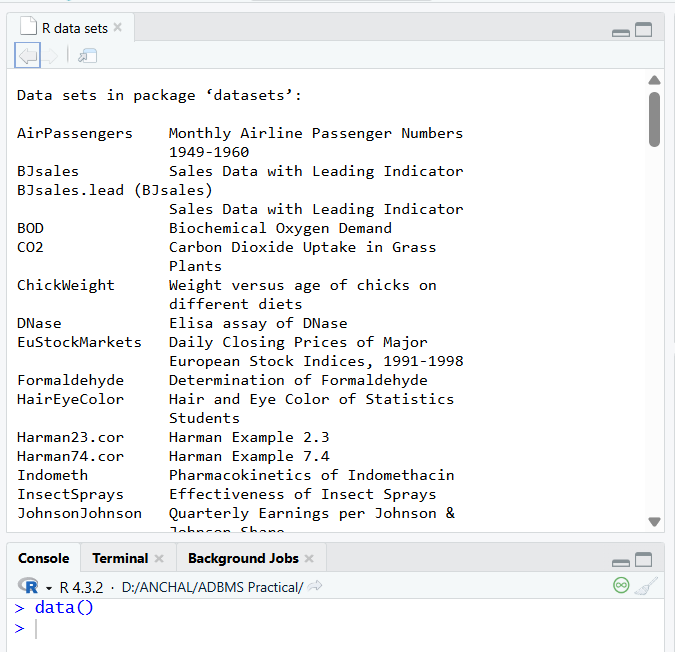 R data sets
Data sets in package ‘datasets’:
AirPassengers Monthly Airline Passenger Numbers
1949-1960
BJsales Sales Data with Leading Indicator
BJsales.lead (BJsales)
Sales Data with Leading Indicator
BOD Biochemical Oxygen Demand
CO2 Carbon Dioxide Uptake in Grass
Plants
ChickWeight Weight versus age of chicks on
different diets
DNase Elisa assay of DNase
EuStockMarkets Daily Closing Prices of Major
European Stock Indices, 1991-1998
Formaldehyde Determination of Formaldehyde
HairEyeColor Hair and Eye Color of Statistics
Students
Harman23.cor Harman Example 2.3
Harman74.cor Harman Example 7.4
Indometh Pharmacokinetics of Indomethacin
InsectSprays Effectiveness of Insect Sprays
JohnsonJohnson Quarterly Earnings per Johnson &
Johnson Share
Console Terminal Background Jobs
R R 4.3.2 · D:/ANCHAL/ADBMS Practical/
> data()
>